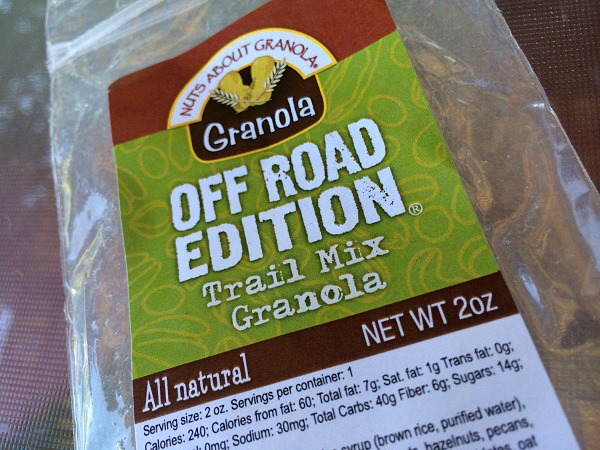 NUTS ABOUT GRANOLA®
Granola
OFF ROAD
EDITION®
Trail Mix
Granola
NET WT 2oz
All natural
Serving size: 2 oz. Servings per container: 1
Calories: 240; Calories from fat: 60; Total fat: 7g; Sat. fat: 1g Trans fat: 0g;
0mg; Sodium: 30mg; Total Carbs: 40g Fiber: 6g; Sugars: 14g;
syrup (brown rice, purified water),
hazelnuts, pecans,
oat